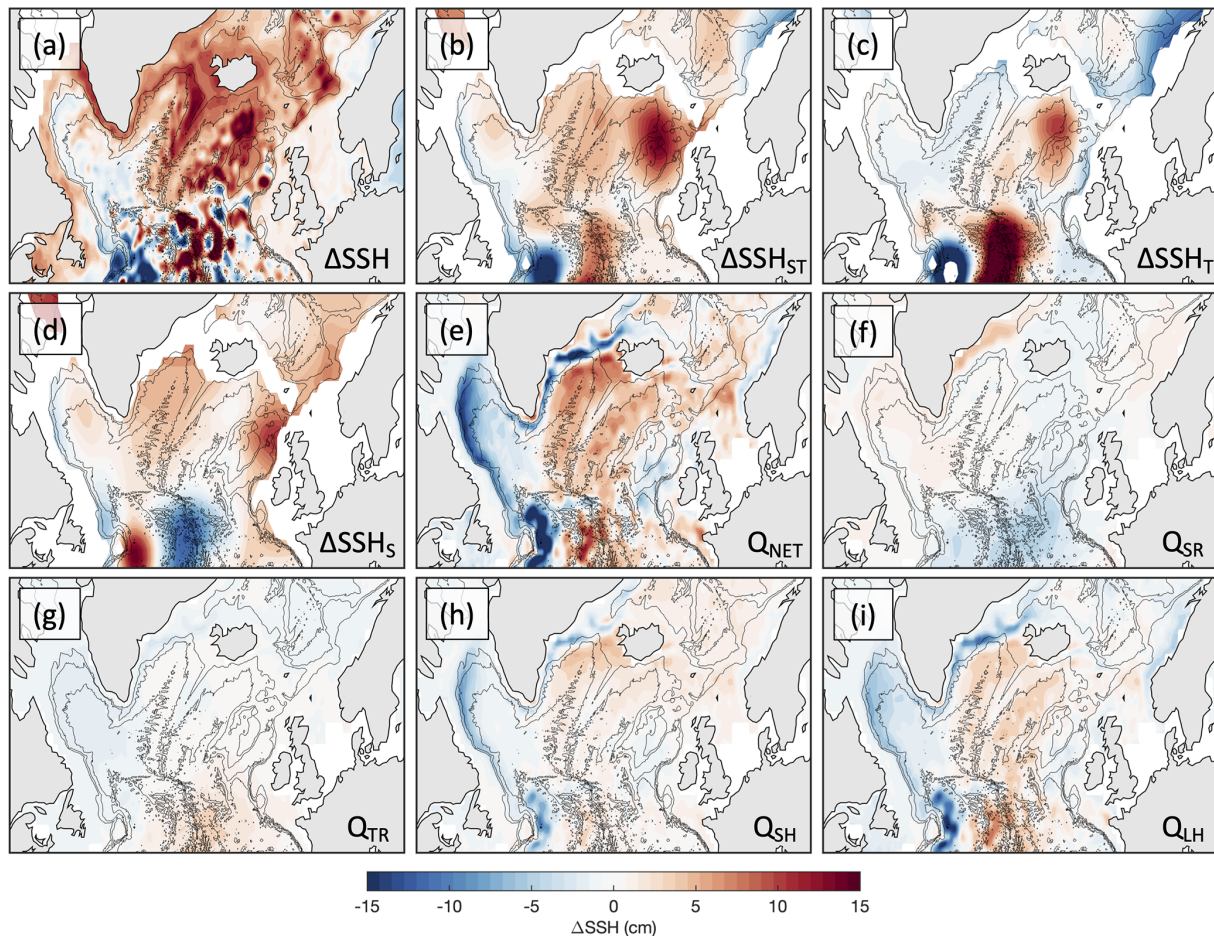 (a)
ΔSSH
(b)
ΔSSH_ST
(c)
ΔSSH_T
(d)
ΔSSH_S
(e)
Q_NET
(f)
Q_SR
(g)
Q_TR
(h)
Q_SH
(i)
Q_LH
-15 -10 -5 0 5 10 15
ΔSSH (cm)